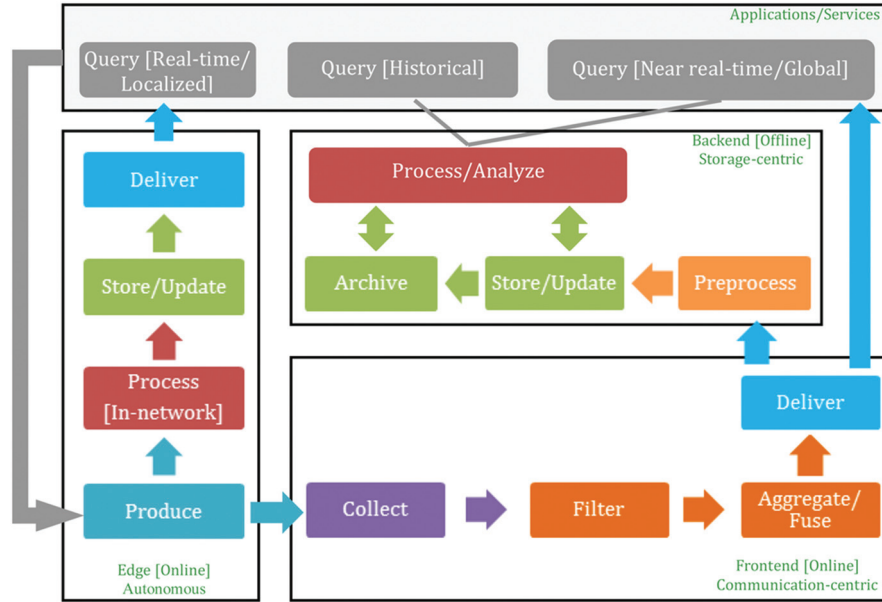 Applications/Services
Query [Real-time/
Localized]
Query [Historical]
Query [Near real-time/Global]
Deliver
Store/Update
Process
[In-network]
Produce
Edge [Online]
Autonomous
Backend [Offline]
Storage-centric
Process/Analyze
Archive
Store/Update
Preprocess
Deliver
Collect
Filter
Aggregate/
Fuse
Frontend [Online]
Communication-centric